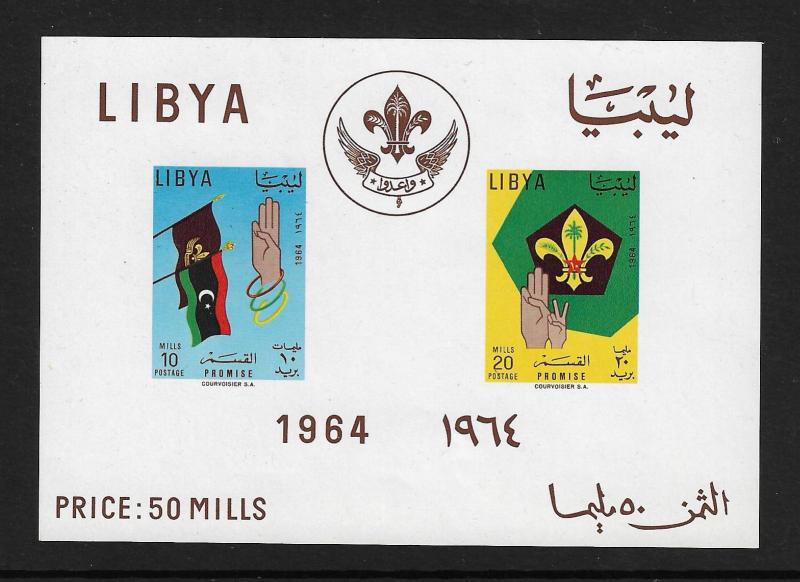 LIBYA
ليبيا
وأعدوا
LIBYA ليبيا
1964 ١٩٦٤
MILLS
10
POSTAGE
القسم
PROMISE
مليمات
١٠
بريد
COURVOISIER S.A.
LIBYA ليبيا
1964 ١٩٦٤
MILLS
20
POSTAGE
القسم
PROMISE
مليما
٢٠
بريد
COURVOISIER S.A.
1964 ١٩٦٤
PRICE: 50 MILLS
الثمن ٥٠ مليما